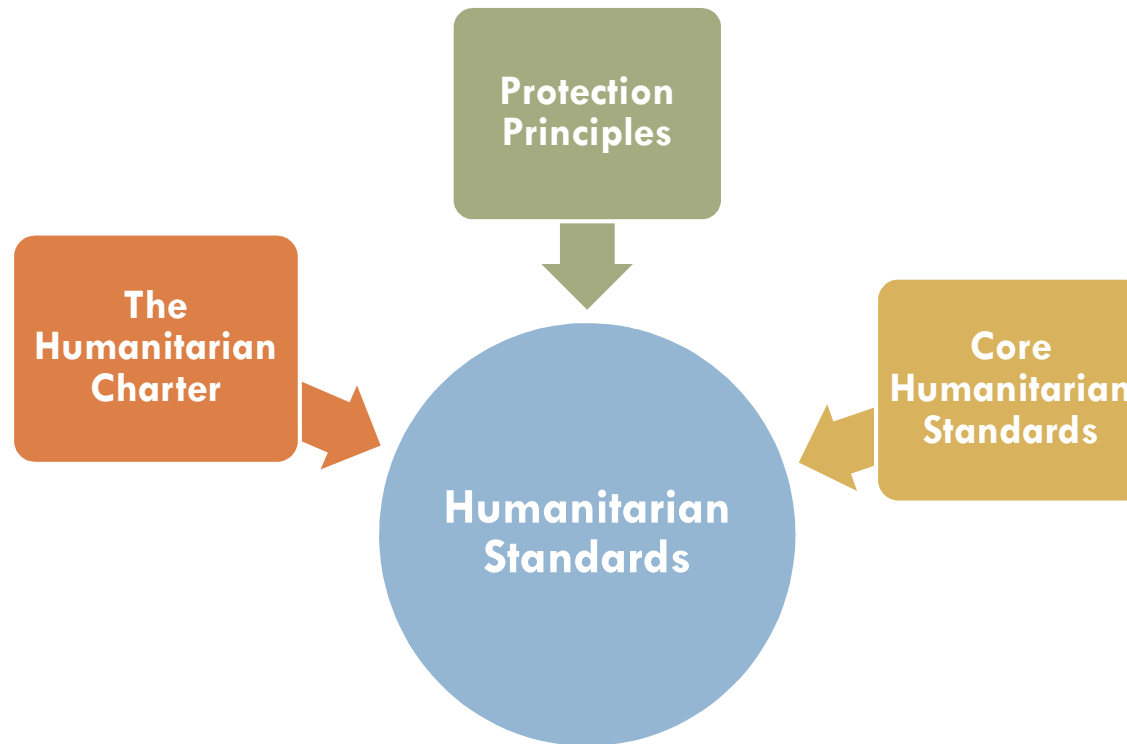 Protection
Principles
The
Humanitarian
Charter
Core
Humanitarian
Standards
Humanitarian
Standards